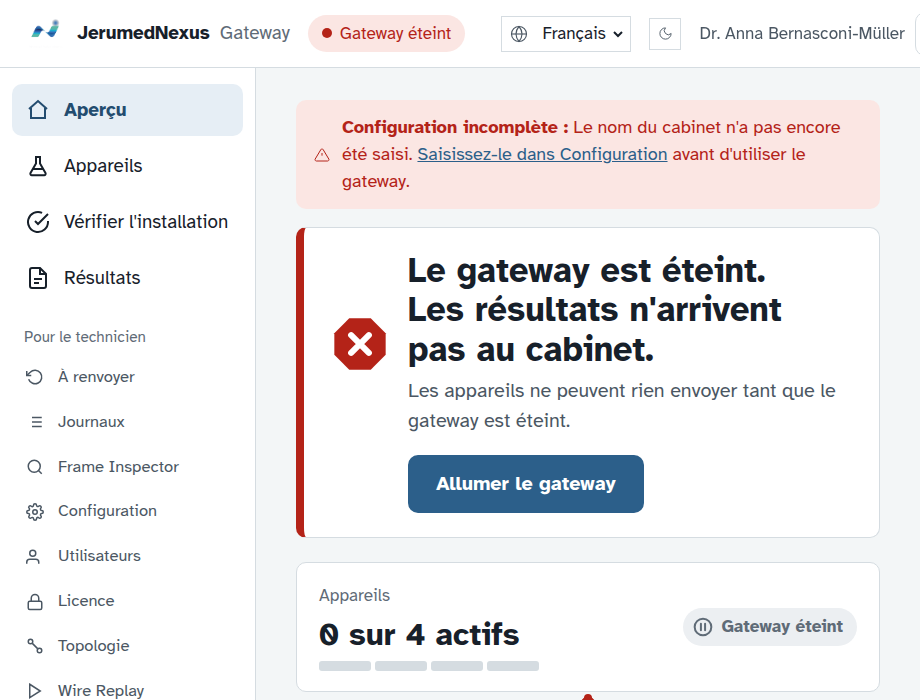 JerumedNexus Gateway
Gateway éteint
Français
Dr. Anna Bernasconi-Müller
Aperçu
Appareils
Vérifier l'installation
Résultats
Pour le technicien
À renvoyer
Journaux
Frame Inspector
Configuration
Utilisateurs
Licence
Topologie
Wire Replay
Configuration incomplète : Le nom du cabinet n'a pas encore
été saisi. Saisissez-le dans Configuration avant d'utiliser le
gateway.
Le gateway est éteint.
Les résultats n'arrivent
pas au cabinet.
Les appareils ne peuvent rien envoyer tant que le
gateway est éteint.
Allumer le gateway
Appareils
0 sur 4 actifs
Gateway éteint